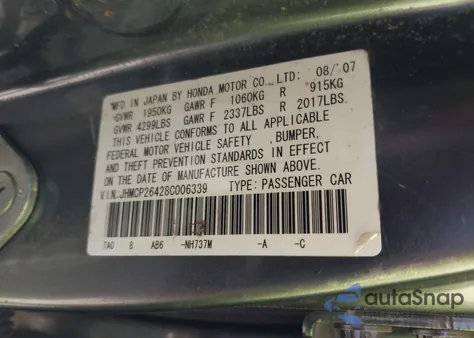 MFD. IN JAPAN BY HONDA MOTOR CO., LTD: 08/'07
GVWR 1950KG GAWR F 1060KG R 915KG
GVWR 4299LBS GAWR F 2337LBS R 2017LBS
THIS VEHICLE CONFORMS TO ALL APPLICABLE
FEDERAL MOTOR VEHICLE SAFETY , BUMPER,
AND THEFT PREVENTION STANDARDS IN EFFECT
ON THE DATE OF MANUFACTURE SHOWN ABOVE.
V.I.N.:JHMCP26428C006339 TYPE: PASSENGER CAR
TA0 8 AB6 -NH737M -A -C
autoSnap